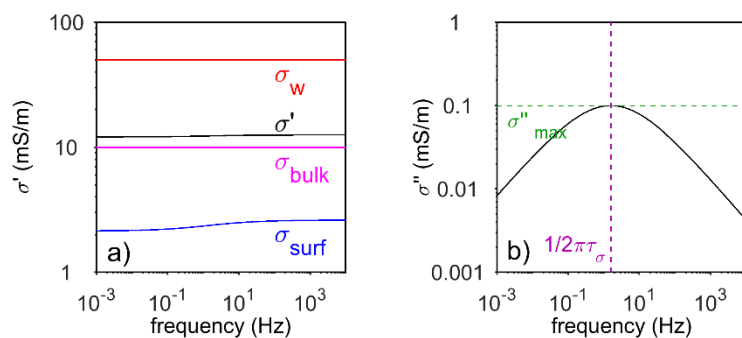 100
10
1
σ' (mS/m)
σw
σ'
σbulk
σsurf
a)
10⁻³ 10⁻¹ 10¹ 10³
frequency (Hz)
1
0.1
0.01
0.001
σ'' (mS/m)
σ''max
1/2πτσ
b)
10⁻³ 10⁻¹ 10¹ 10³
frequency (Hz)